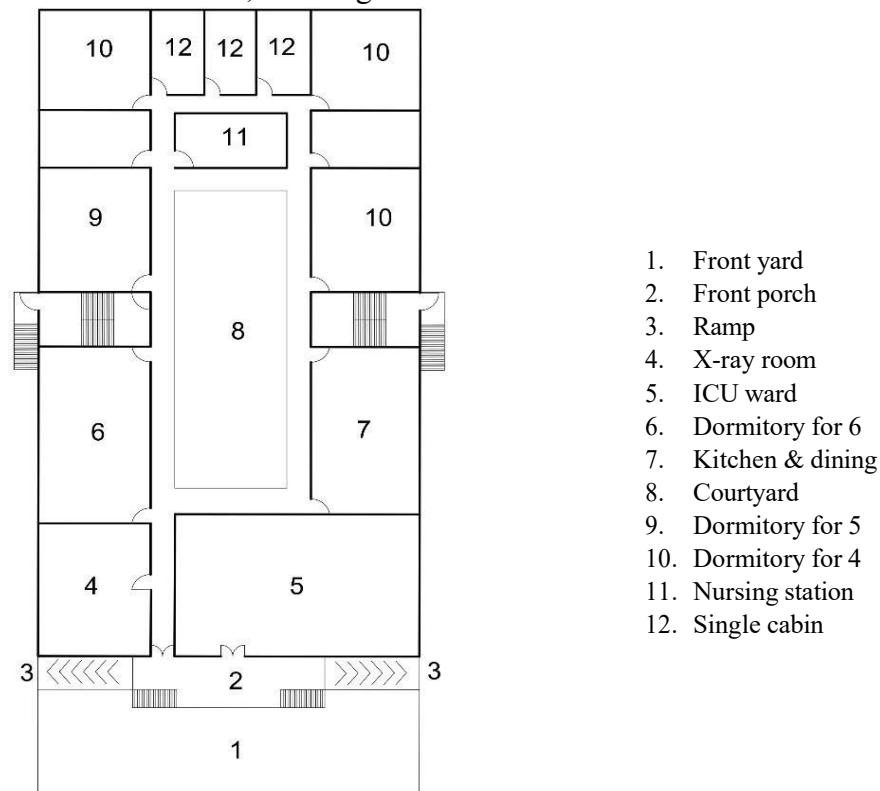 10 12 12 12 10
11
9 10
8
6 7
4 5
3 2 3
1
1. Front yard
2. Front porch
3. Ramp
4. X-ray room
5. ICU ward
6. Dormitory for 6
7. Kitchen & dining
8. Courtyard
9. Dormitory for 5
10. Dormitory for 4
11. Nursing station
12. Single cabin